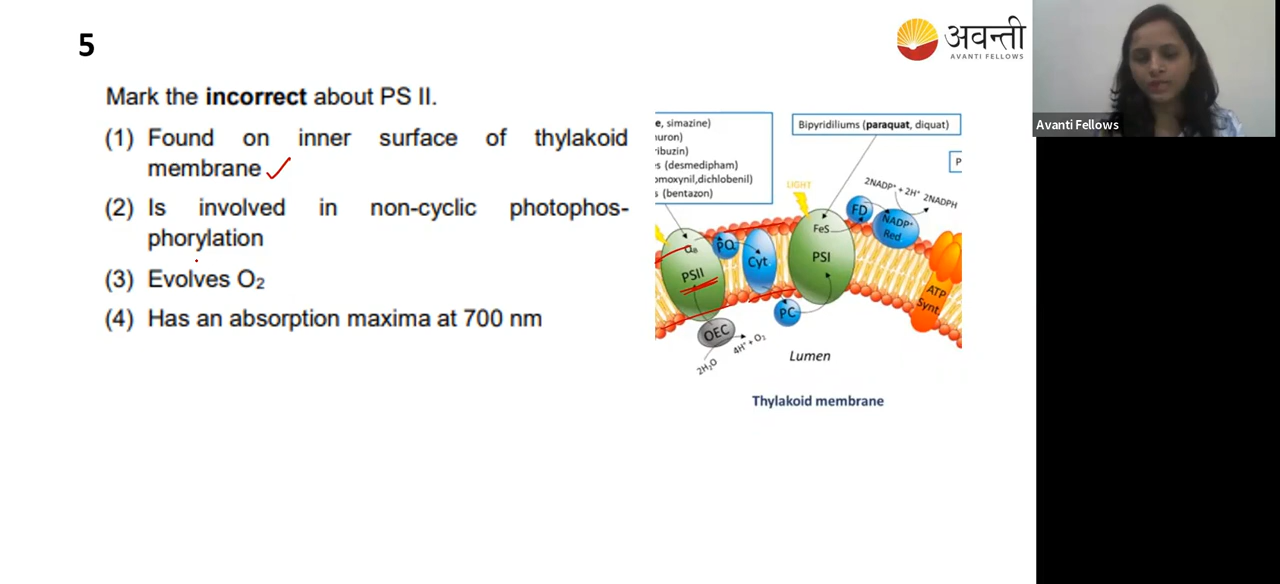 5
अवन्ती
AVANTI FELLOWS
Avanti Fellows
Mark the incorrect about PS II.
(1) Found on inner surface of thylakoid
membrane
(2) Is involved in non-cyclic photophos-
phorylation
(3) Evolves O₂
(4) Has an absorption maxima at 700 nm
e, simazine)
uron)
ibuzin)
s (desmedipham)
omoxynil,dichlobenil)
s (bentazon)
Bipyridiliums (paraquat, diquat)
P
LIGHT
2NADP⁺ + 2H⁺ 2NADPH
FD
NADP⁺
Red
FeS
PSI
PQ
Cyt
PSII
PC
ATP
Synt.
OEC
4H⁺ + O₂
2H₂O
Lumen
Thylakoid membrane